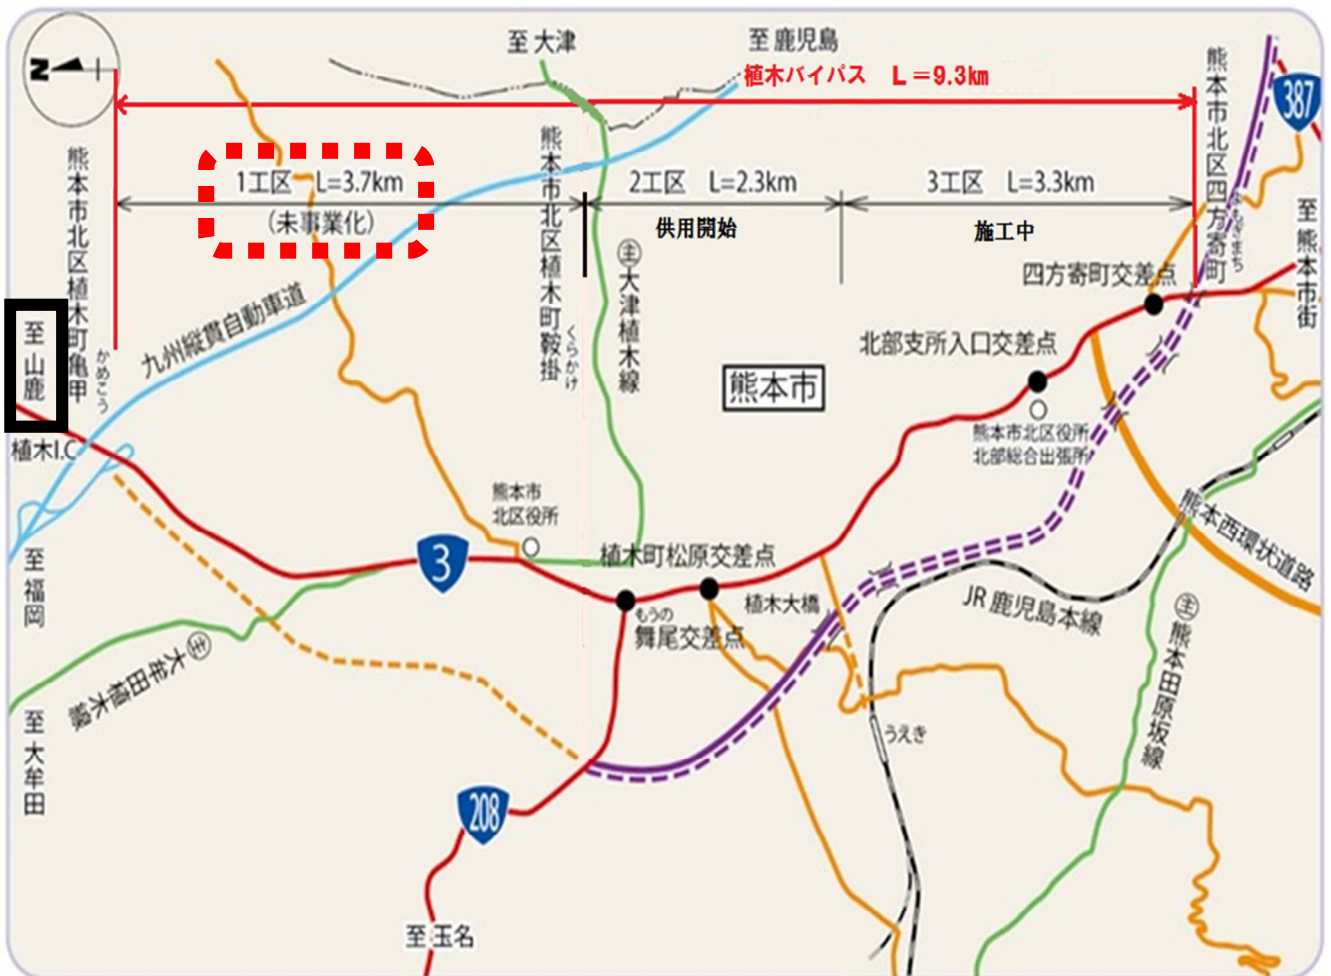 N
至 大津
至 鹿児島
植木バイパス L=9.3km
387
熊本市北区四方寄町
よもぎまち
熊本市北区植木町亀甲
かめこう
1工区 L=3.7km
(未事業化)
熊本市北区植木町鞍掛
くらかけ
2工区 L=2.3km
供用開始
3工区 L=3.3km
施工中
至 熊本市街
主 大津植木線
四方寄町交差点
北部支所入口交差点
九州縦貫自動車道
至 山鹿
熊本市
熊本市北区役所
北部総合出張所
植木I.C
熊本市
北区役所
熊本西環状道路
3
植木町松原交差点
至 福岡
植木大橋
もうの
舞尾交差点
JR 鹿児島本線
主 熊本田原坂線
主 大牟田植木線
至 大牟田
うえき
208
至 玉名